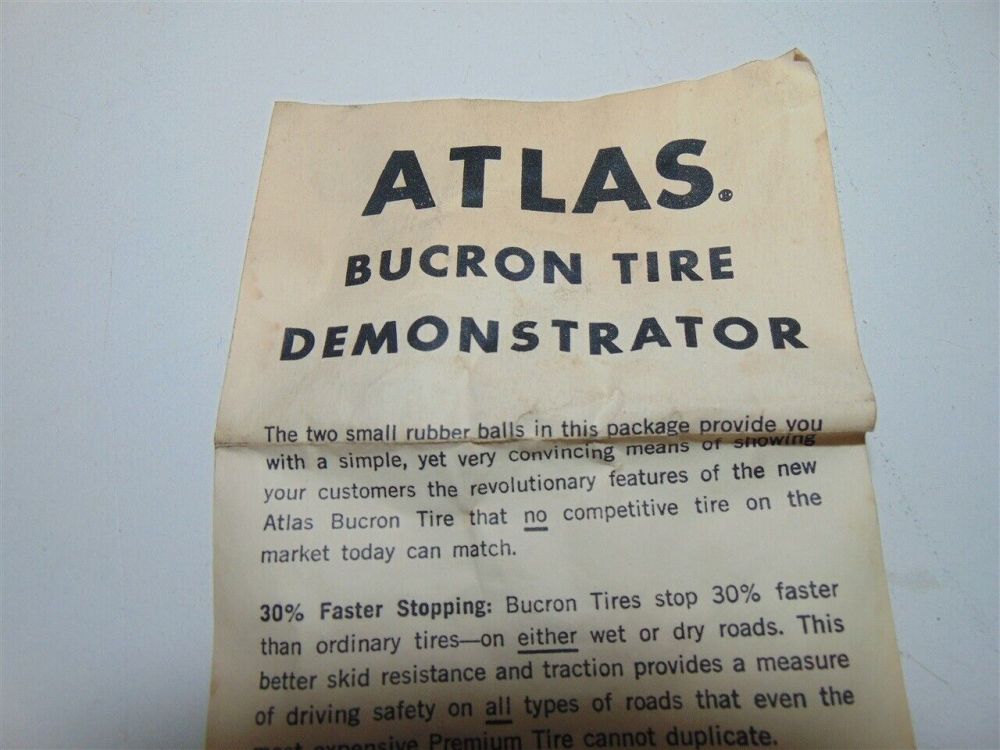 ATLAS®
BUCRON TIRE
DEMONSTRATOR
The two small rubber balls in this package provide you
with a simple, yet very convincing means of showing
your customers the revolutionary features of the new
Atlas Bucron Tire that no competitive tire on the
market today can match.
30% Faster Stopping: Bucron Tires stop 30% faster
than ordinary tires—on either wet or dry roads. This
better skid resistance and traction provides a measure
of driving safety on all types of roads that even the
most expensive Premium Tire cannot duplicate.